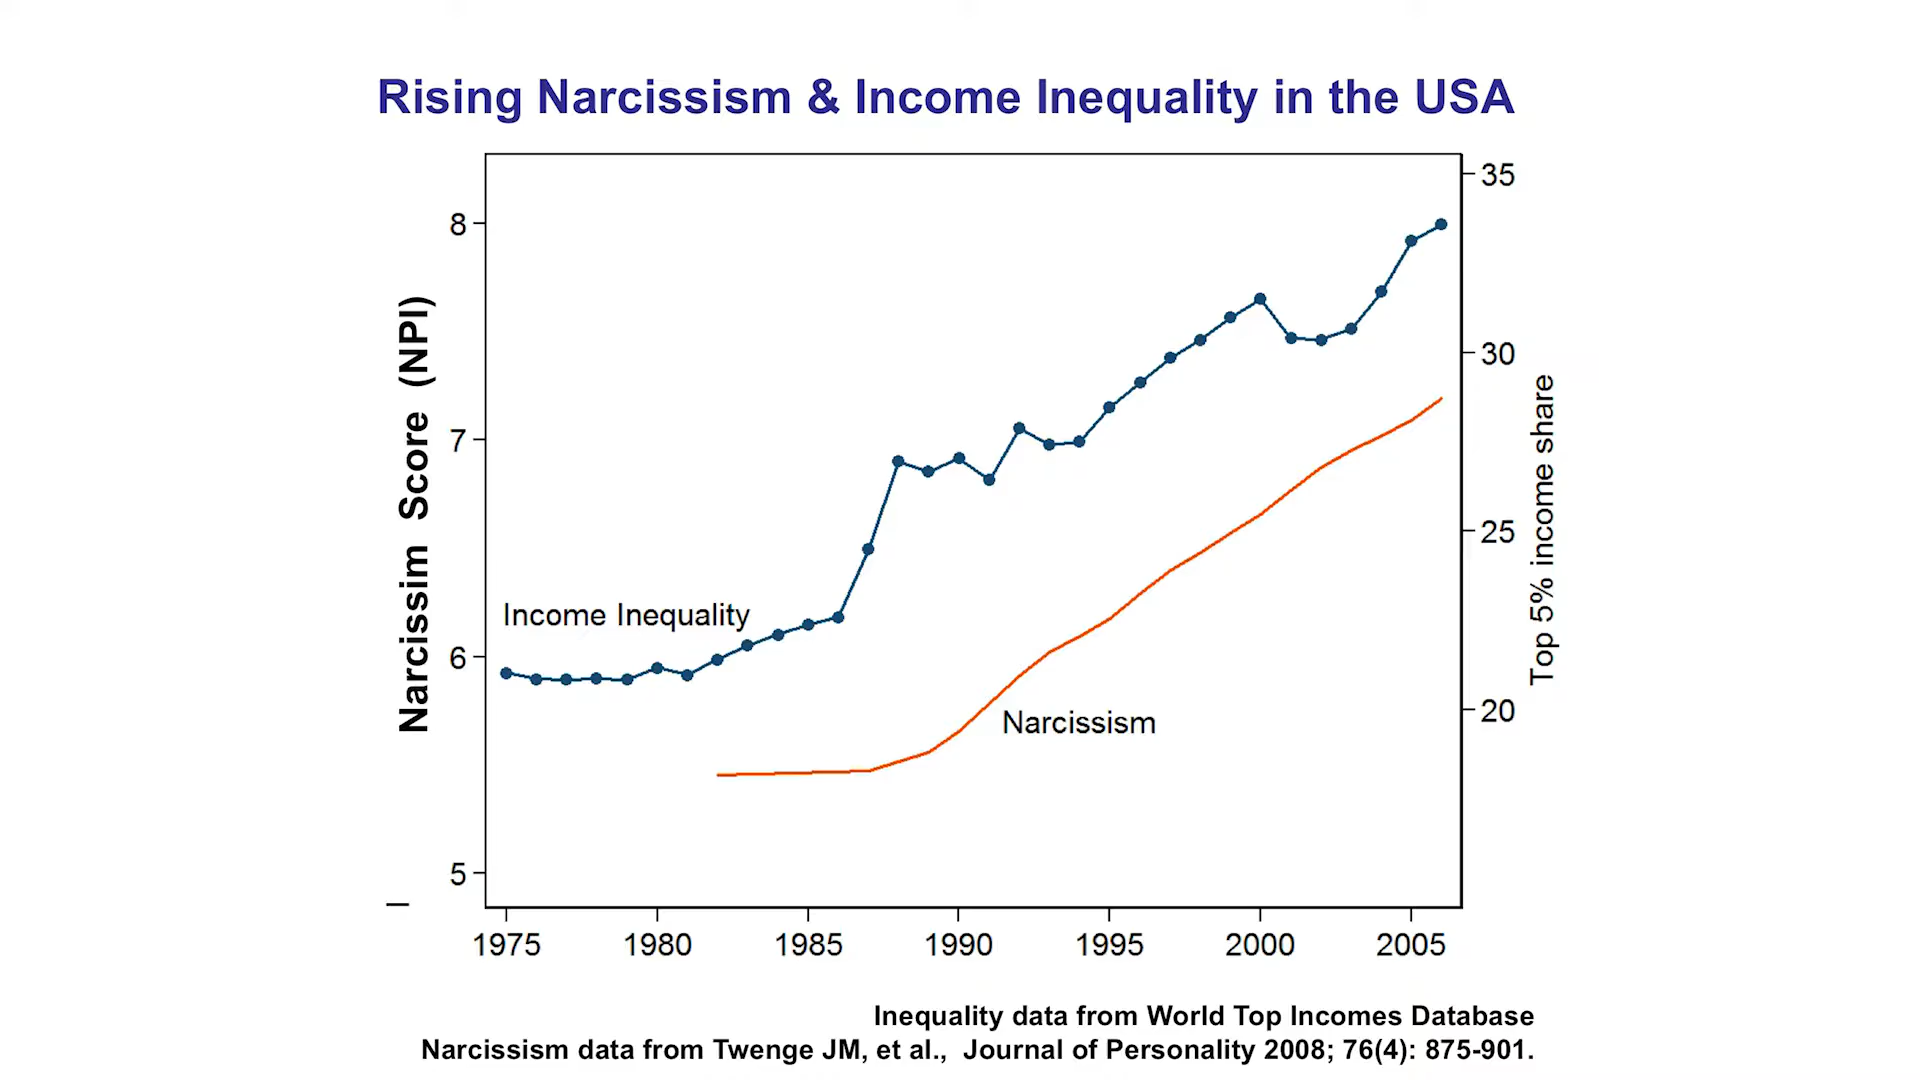 Rising Narcissism & Income Inequality in the USA
35
8
Narcissim Score (NPI)
30
7
Top 5% income share
25
Income Inequality
6
Narcissism
20
5
1975 1980 1985 1990 1995 2000 2005
Inequality data from World Top Incomes Database
Narcissism data from Twenge JM, et al., Journal of Personality 2008; 76(4): 875-901.